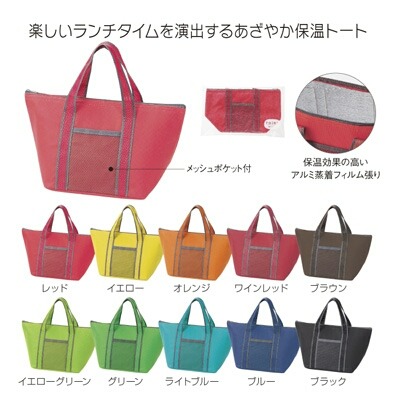 楽しいランチタイムを演出するあざやか保温トート
メッシュポケット付
保温効果の高い
アルミ蒸着フィルム張り
レッド
イエロー
オレンジ
ワインレッド
ブラウン
イエローグリーン
グリーン
ライトブルー
ブルー
ブラック